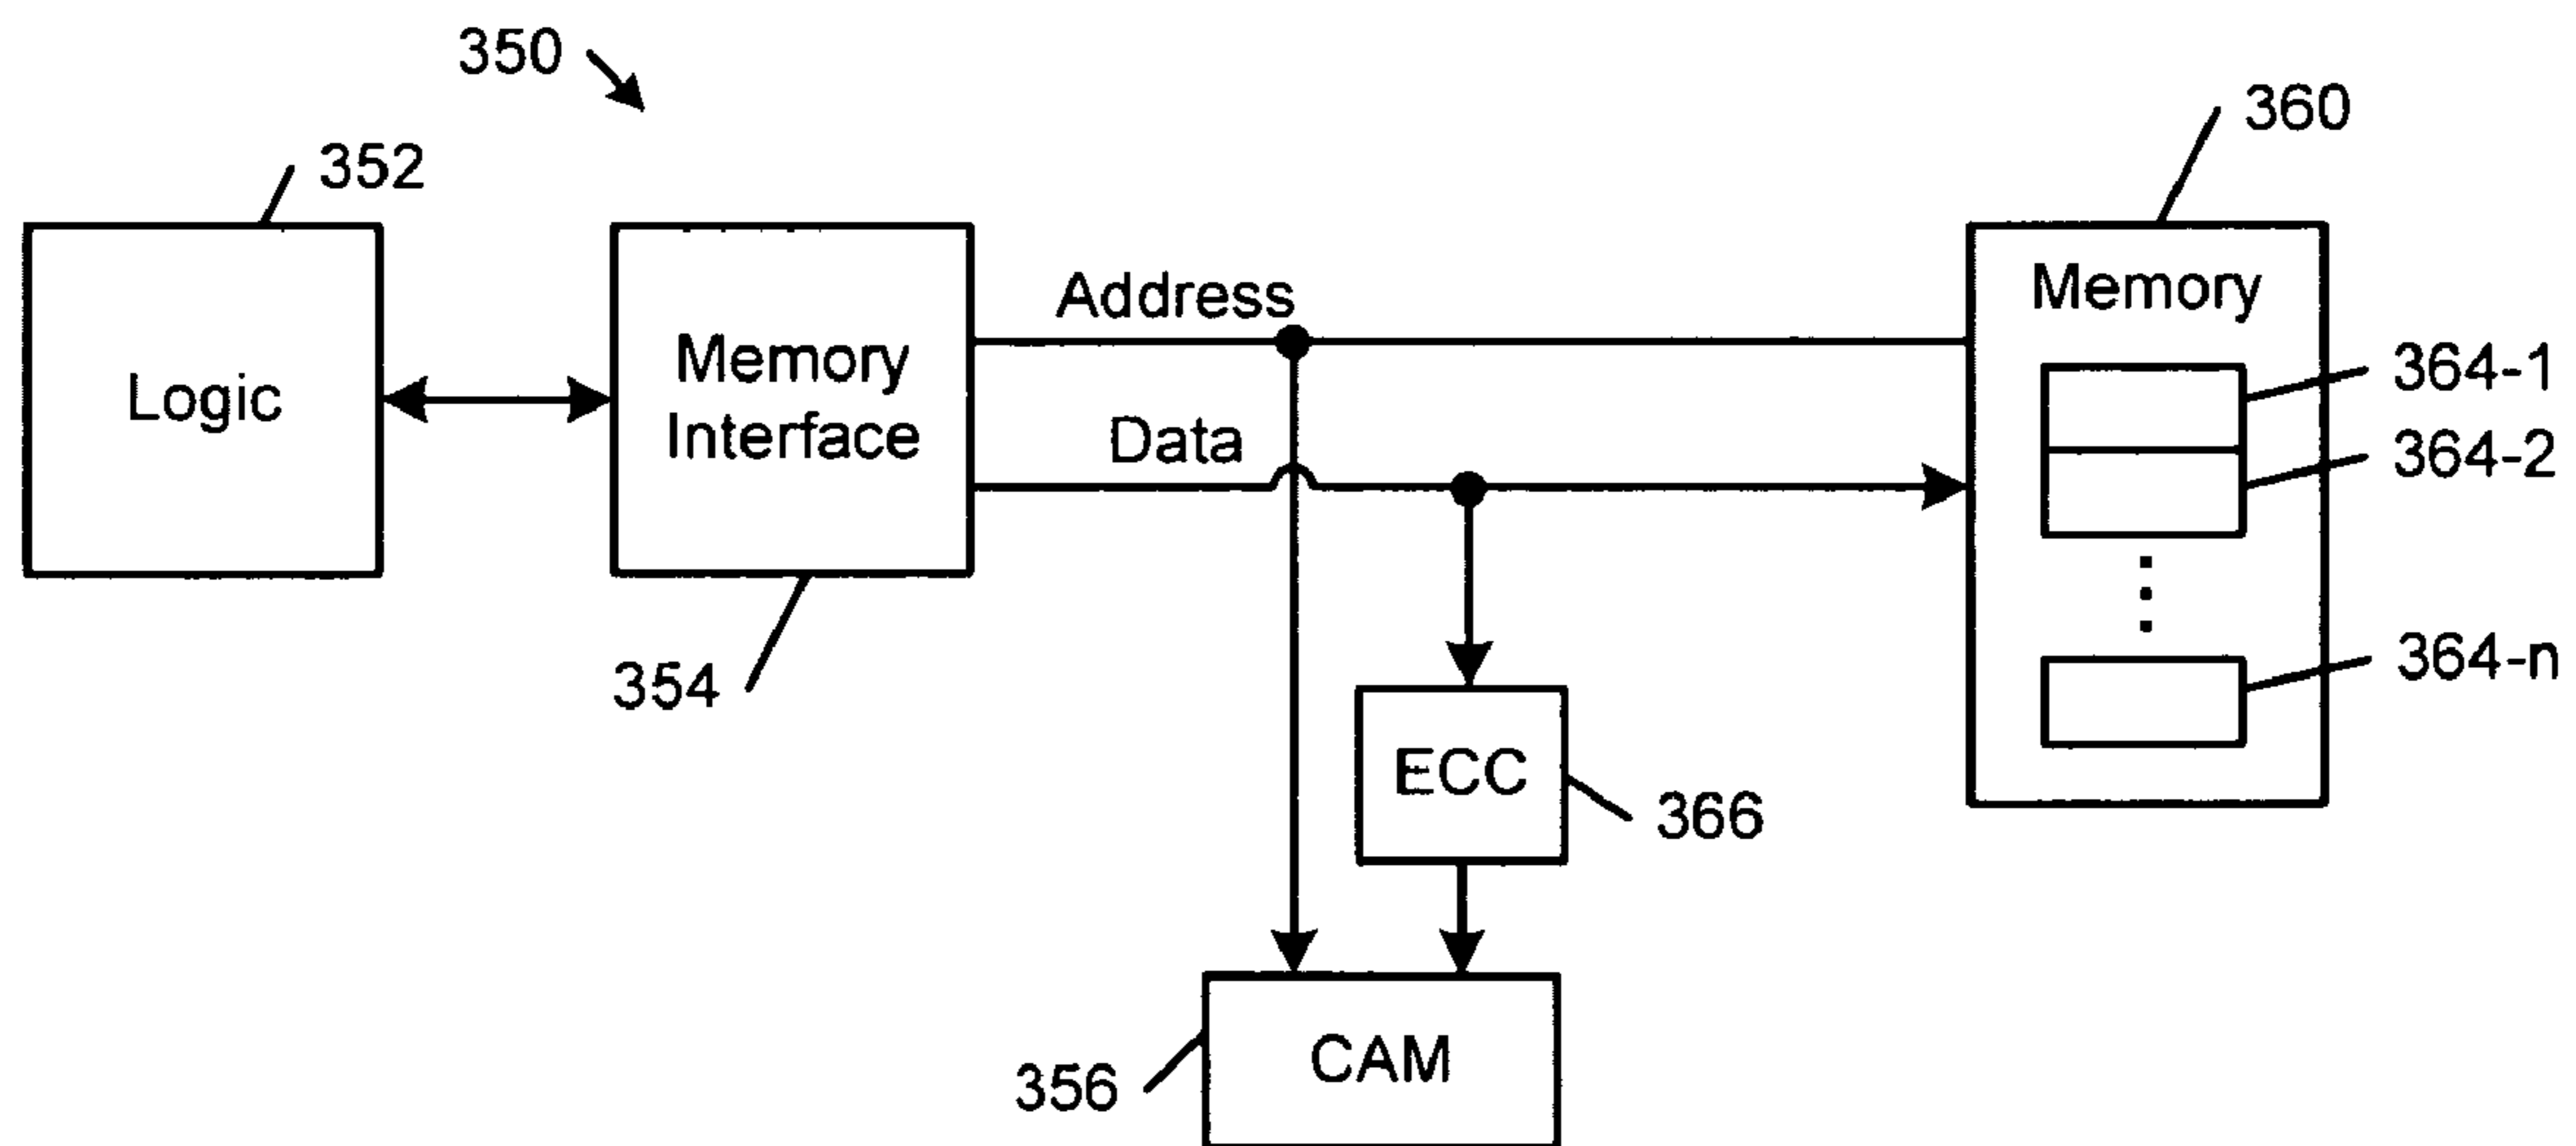 350
352
360
Logic
Memory
Interface
354
Address
Data
Memory
364-1
364-2
364-n
ECC
366
CAM
356